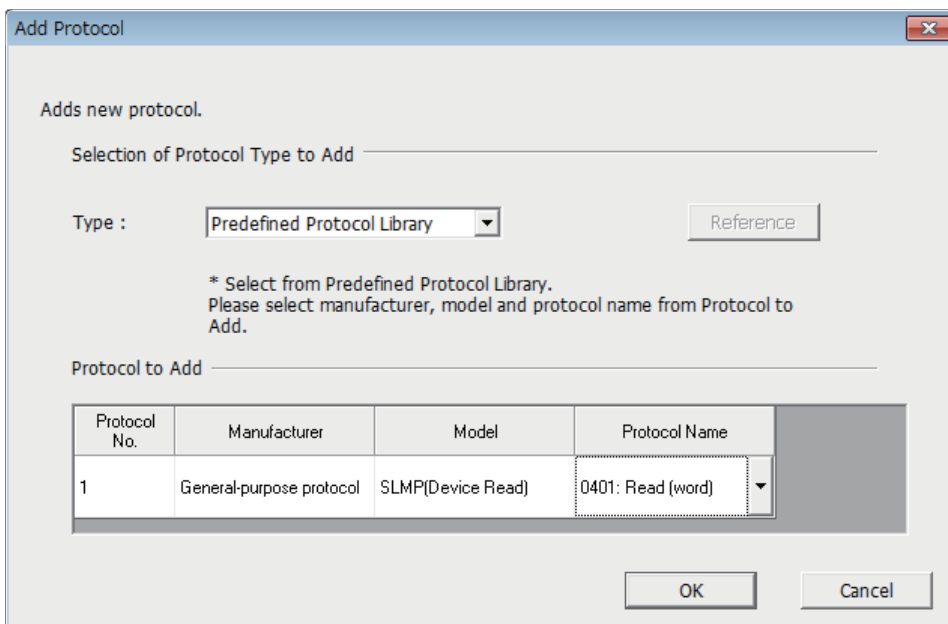 Add Protocol
Adds new protocol.
Selection of Protocol Type to Add
Type :
Predefined Protocol Library
Reference
* Select from Predefined Protocol Library.
Please select manufacturer, model and protocol name from Protocol to
Add.
Protocol to Add
Protocol
No.
Manufacturer
Model
Protocol Name
1
General-purpose protocol
SLMP(Device Read)
0401: Read (word)
OK
Cancel